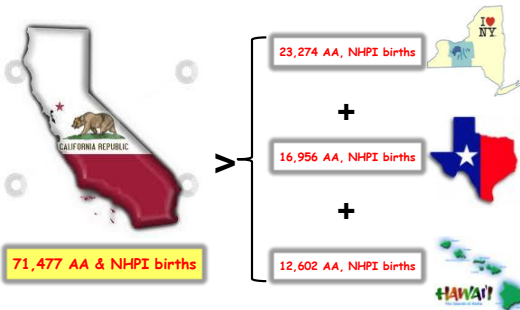 I ❤
NY
23,274 AA, NHPI births
+
CALIFORNIA REPUBLIC
>
16,956 AA, NHPI births
+
71,477 AA & NHPI births
12,602 AA, NHPI births
HAWAI'I